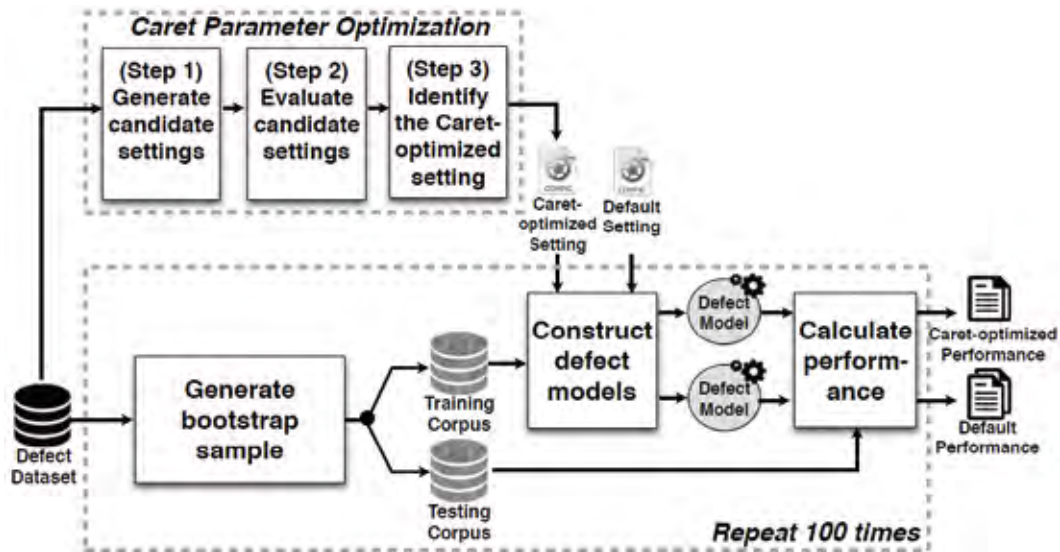 Caret Parameter Optimization
(Step 1)
Generate
candidate
settings
(Step 2)
Evaluate
candidate
settings
(Step 3)
Identify
the Caret-
optimized
setting
CONFIG
CONFIG
Caret-
optimized
Setting
Default
Setting
Defect
Dataset
Generate
bootstrap
sample
Training
Corpus
Testing
Corpus
Construct
defect
models
Defect
Model
Defect
Model
Calculate
perform-
ance
Caret-optimized
Performance
Default
Performance
Repeat 100 times